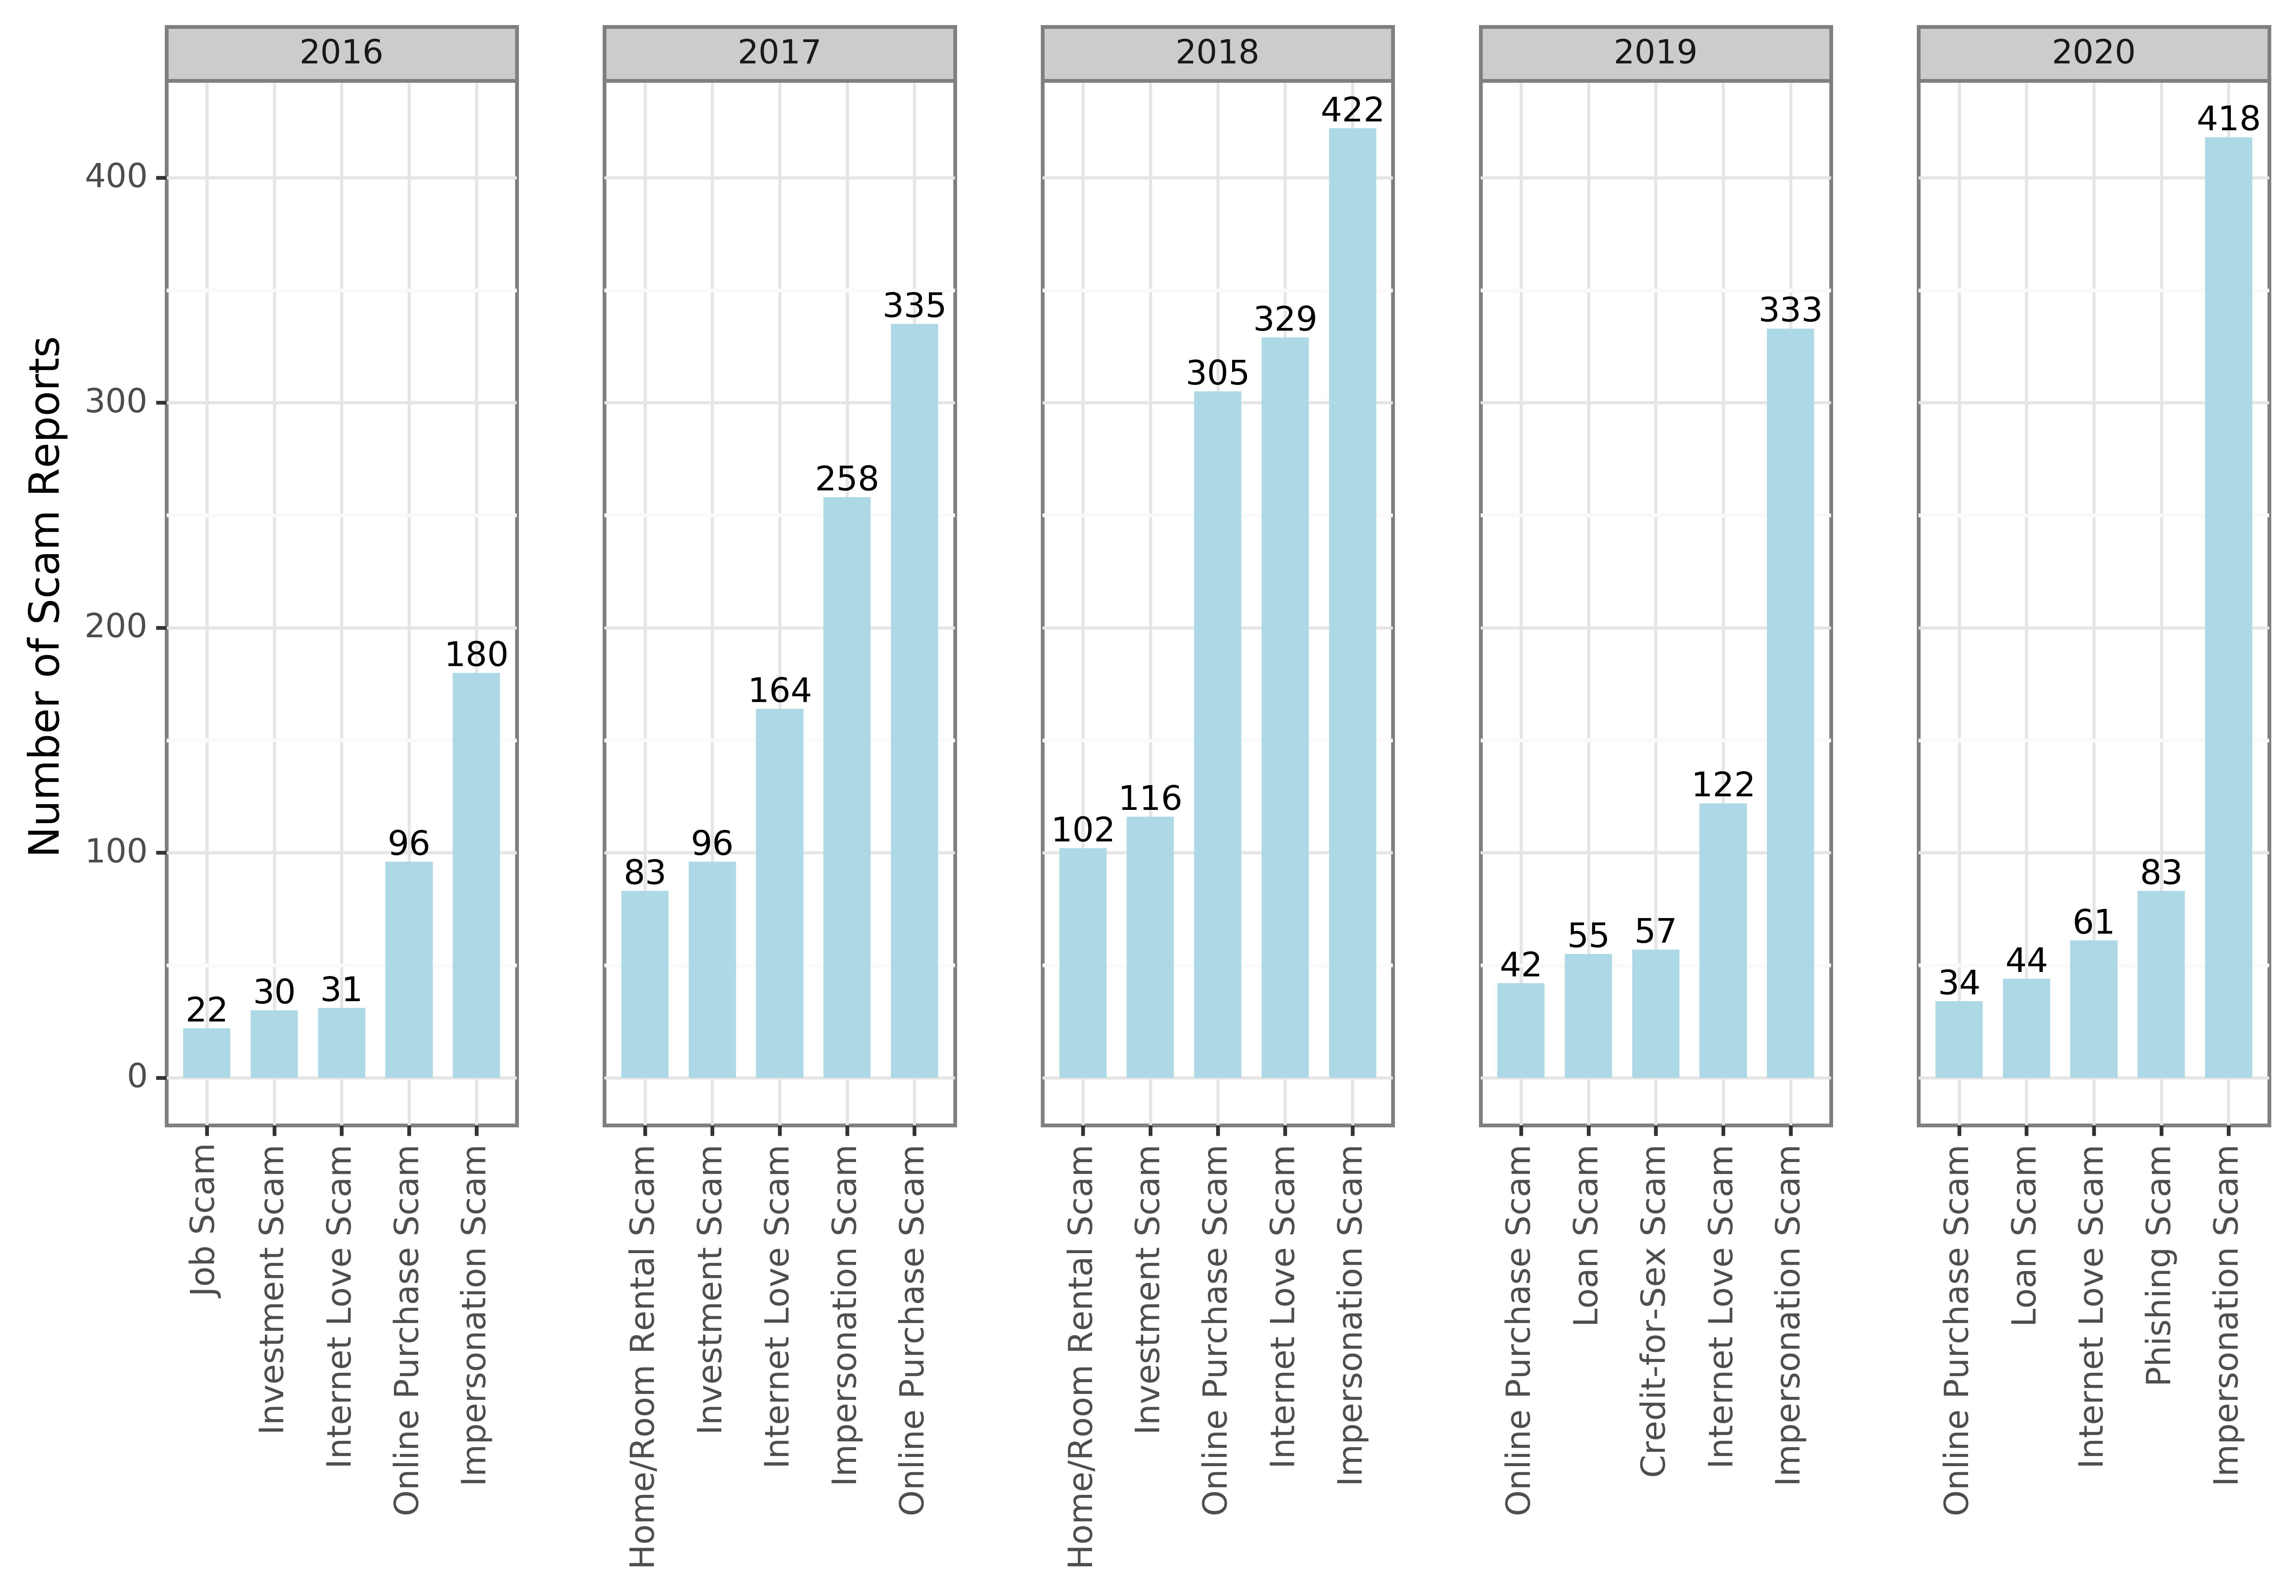 2016
2017
2018
2019
2020
Number of Scam Reports
400
300
200
100
0
22
30
31
96
180
83
96
164
258
335
102
116
305
329
422
42
55
57
122
333
34
44
61
83
418
Job Scam
Investment Scam
Internet Love Scam
Online Purchase Scam
Impersonation Scam
Home/Room Rental Scam
Investment Scam
Internet Love Scam
Impersonation Scam
Online Purchase Scam
Home/Room Rental Scam
Investment Scam
Online Purchase Scam
Internet Love Scam
Impersonation Scam
Online Purchase Scam
Loan Scam
Credit-for-Sex Scam
Internet Love Scam
Impersonation Scam
Online Purchase Scam
Loan Scam
Internet Love Scam
Phishing Scam
Impersonation Scam